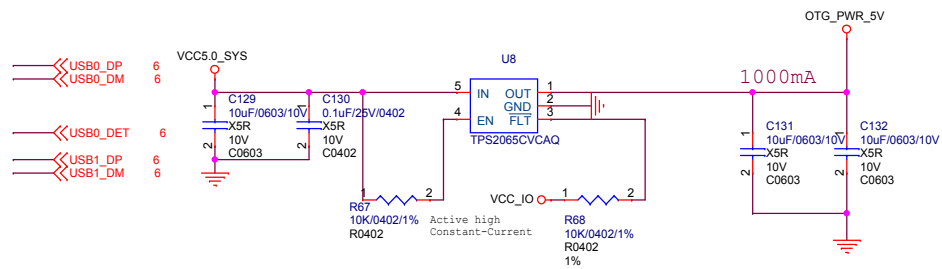 OTG_PWR_5V
VCC5.0_SYS
U8
USB0_DP 6
USB0_DM 6
USB0_DET 6
USB1_DP 6
USB1_DM 6
1
C129
10uF/0603/10V
X5R
10V
C0603
2
1
C130
0.1uF/25V/0402
X5R
10V
C0402
2
5 IN OUT 1
GND 2
4 EN FLT 3
TPS2065CVCAQ
1000mA
1
C131
10uF/0603/10V
X5R
10V
C0603
2
1
C132
10uF/0603/10V
X5R
10V
C0603
2
1 2
R67
10K/0402/1%
R0402
Active high
Constant-Current
VCC_IO 1 2
R68
10K/0402/1%
R0402
1%